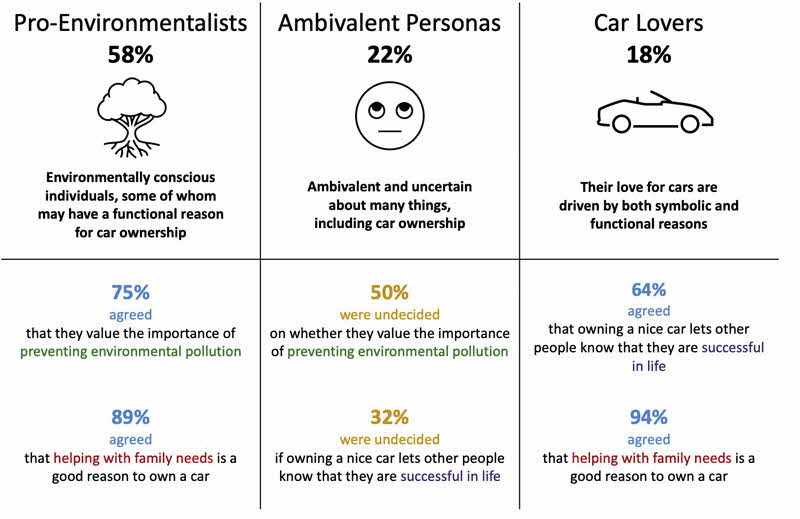 Pro-Environmentalists
58%
Environmentally conscious
individuals, some of whom
may have a functional reason
for car ownership
75%
agreed
that they value the importance of
preventing environmental pollution
89%
agreed
that helping with family needs is a
good reason to own a car
Ambivalent Personas
22%
Ambivalent and uncertain
about many things,
including car ownership
50%
were undecided
on whether they value the importance
of preventing environmental pollution
32%
were undecided
if owning a nice car lets other people
know that they are successful in life
Car Lovers
18%
Their love for cars are
driven by both symbolic and
functional reasons
64%
agreed
that owning a nice car lets other
people know that they are successful
in life
94%
agreed
that helping with family needs is a
good reason to own a car